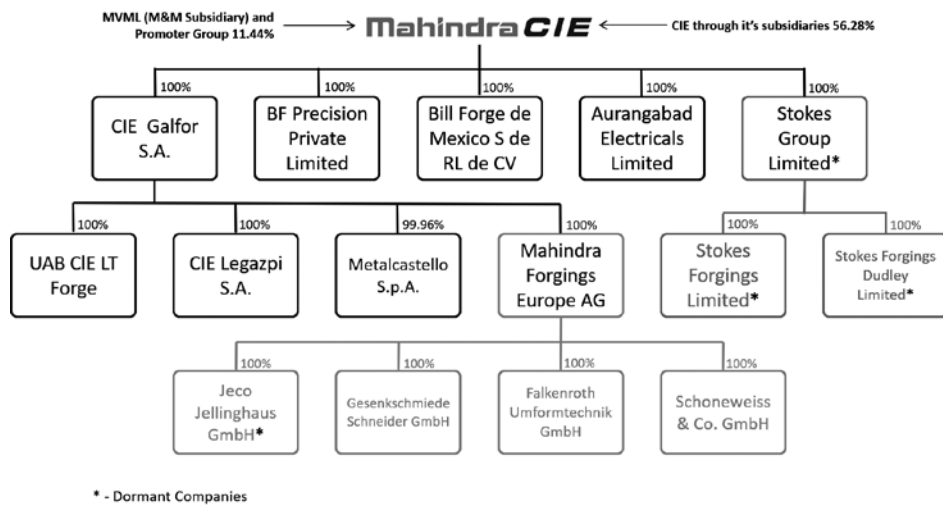 MVML (M&M Subsidiary) and
Promoter Group 11.44%
Mahindra CIE
CIE through it's subsidiaries 56.28%
100%
100%
100%
100%
100%
CIE Galfor
S.A.
BF Precision
Private
Limited
Bill Forge de
Mexico S de
RL de CV
Aurangabad
Electricals
Limited
Stokes
Group
Limited*
100%
100%
99.96%
100%
100%
100%
UAB CIE LT
Forge
CIE Legazpi
S.A.
Metalcastello
S.p.A.
Mahindra
Forgings
Europe AG
Stokes
Forgings
Limited*
Stokes Forgings
Dudley
Limited*
100%
100%
100%
100%
Jeco
Jellinghaus
GmbH*
Gesenkschmiede
Schneider GmbH
Falkenroth
Umformtechnik
GmbH
Schoneweiss
& Co. GmbH
* - Dormant Companies